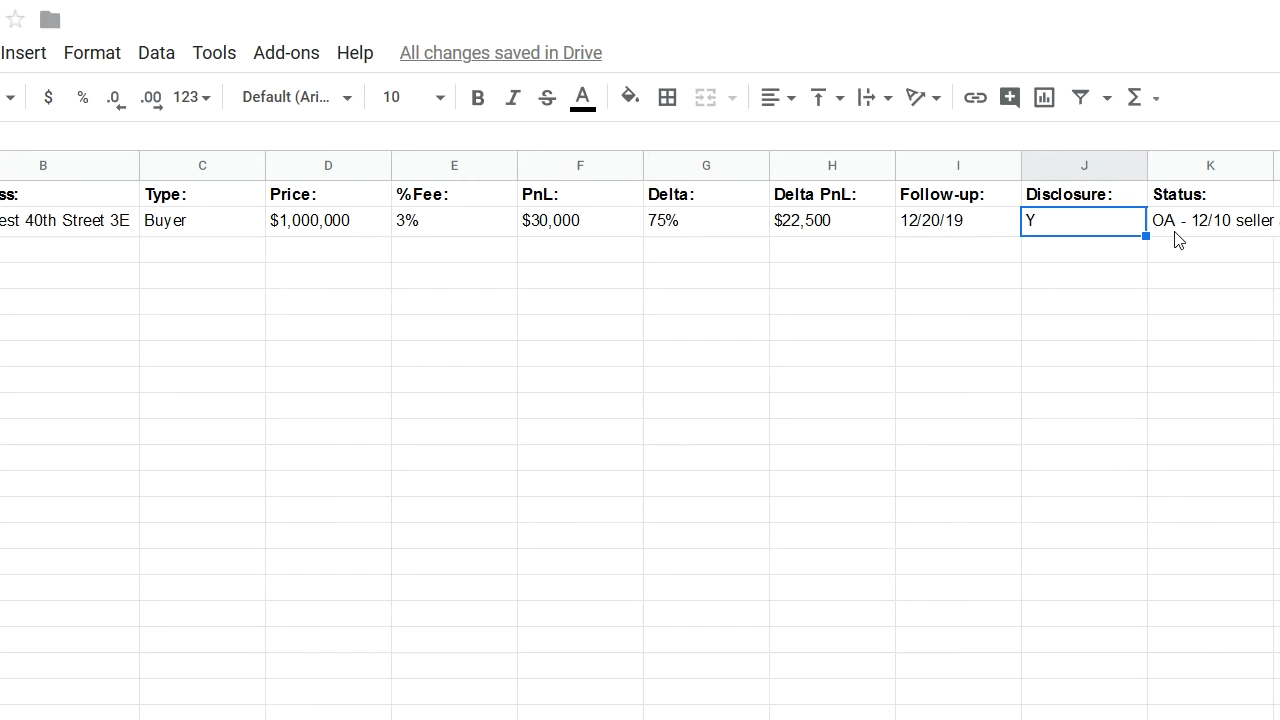 Insert Format Data Tools Add-ons Help All changes saved in Drive
$ % .0 .00 123 Default (Ari... 10 B I S A Σ
B C D E F G H I J K
ss: Type: Price: %Fee: PnL: Delta: Delta PnL: Follow-up: Disclosure: Status:
est 40th Street 3E Buyer $1,000,000 3% $30,000 75% $22,500 12/20/19 Y OA - 12/10 seller